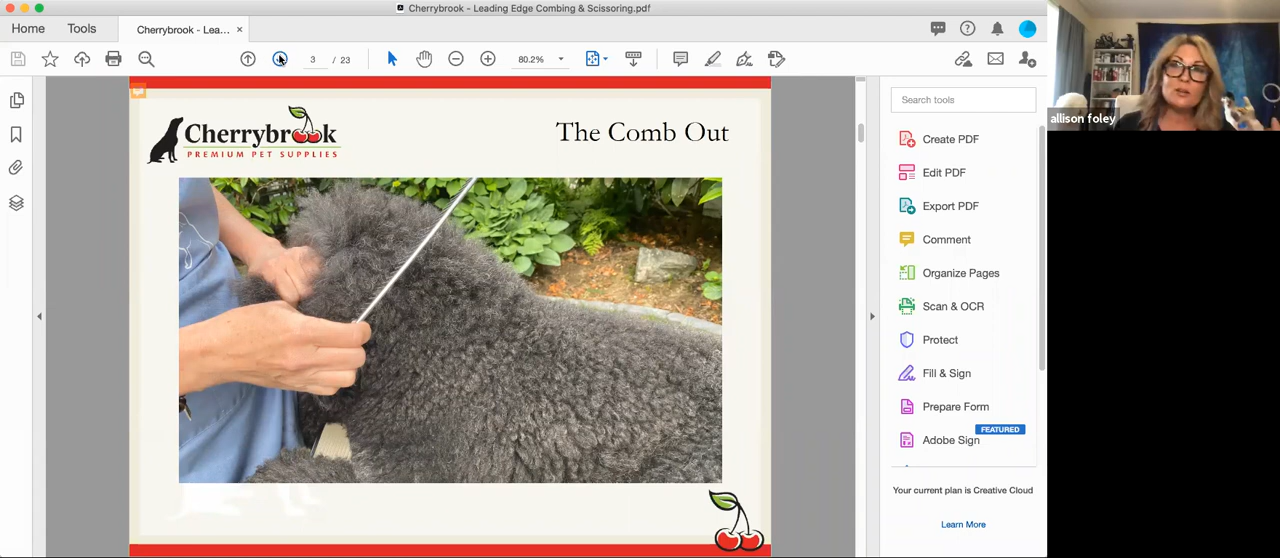 Cherrybrook - Leading Edge Combing & Scissoring.pdf
Home
Tools
Cherrybrook - Lea...
3 / 23
80.2%
Cherrybrook
PREMIUM PET SUPPLIES
The Comb Out
Search tools
Create PDF
Edit PDF
Export PDF
Comment
Organize Pages
Scan & OCR
Protect
Fill & Sign
Prepare Form
FEATURED
Adobe Sign
Your current plan is Creative Cloud
Learn More
allison foley